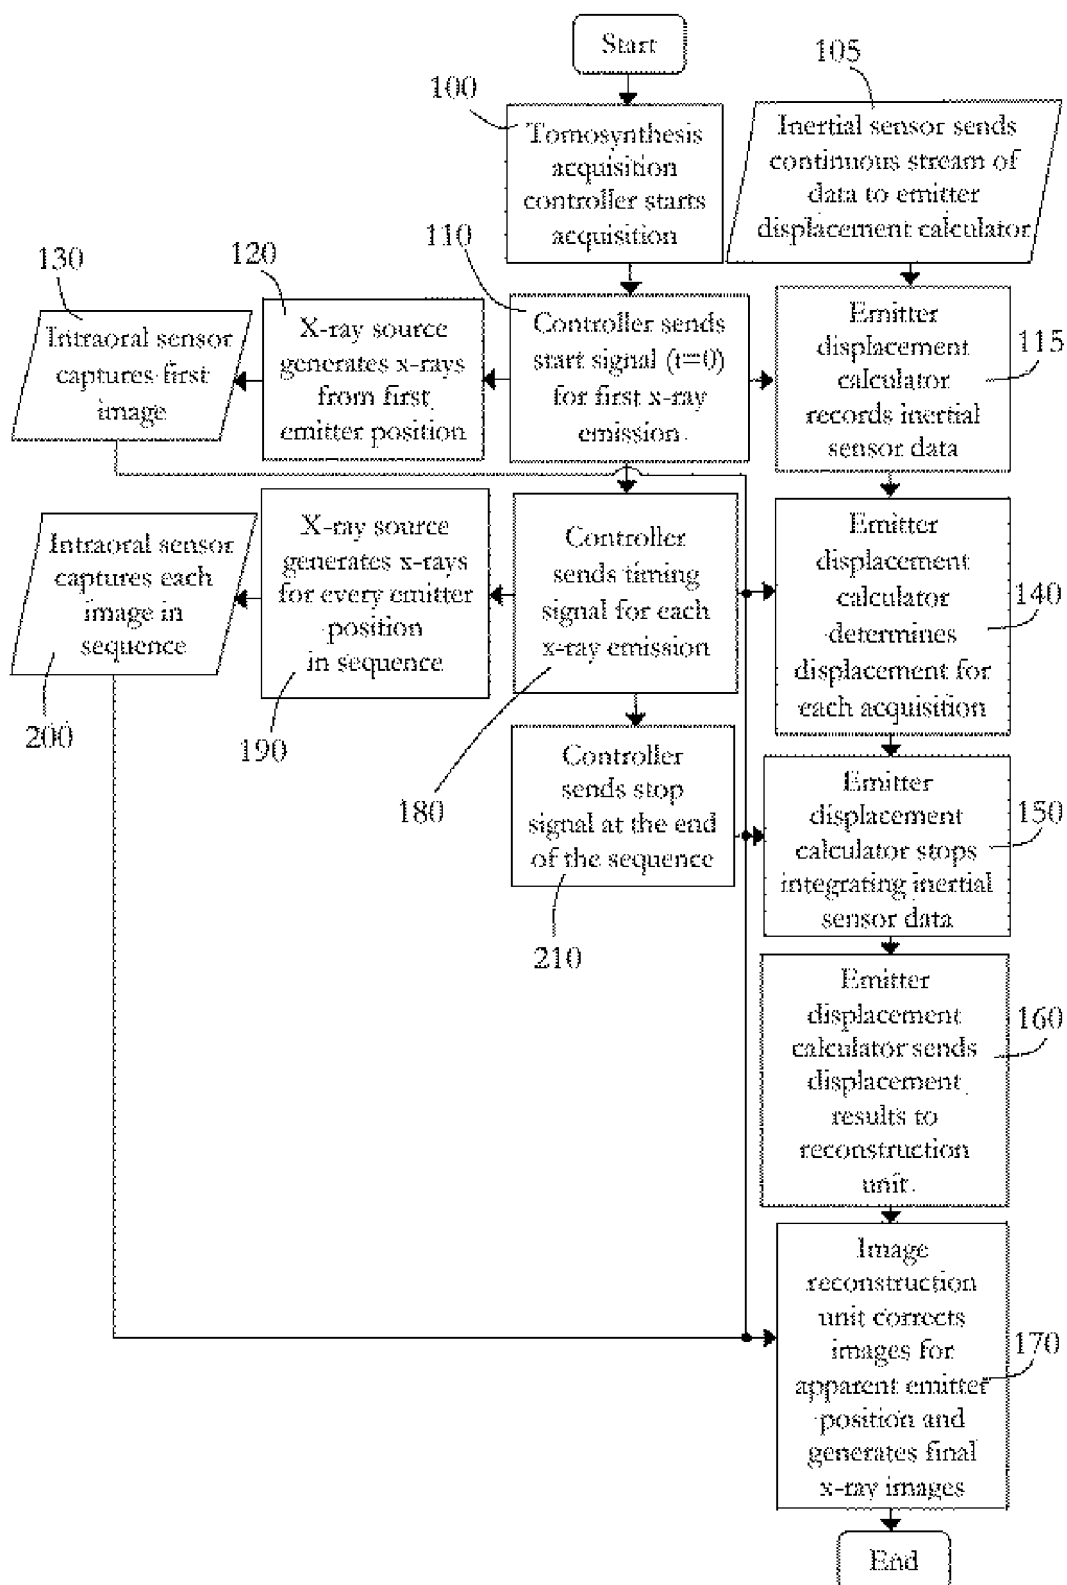 Start
105
100
Tomosynthesis
acquisition
controller starts
acquisition
Inertial sensor sends
continuous stream of
data to emitter
displacement calculator
110
120
130
Intraoral sensor
captures first
image
X-ray source
generates x-rays
from first
emitter position
Controller sends
start signal (t=0)
for first x-ray
emission.
Emitter
displacement
calculator
records inertial
sensor data
115
Intraoral sensor
captures each
image in
sequence
200
X-ray source
generates x-rays
for every emitter
position
in sequence
190
Controller
sends timing
signal for each
x-ray emission
180
Emitter
displacement
calculator
determines
displacement for
each acquisition
140
Controller
sends stop
signal at the end
of the sequence
210
Emitter
displacement
calculator stops
integrating inertial
sensor data
150
Emitter
displacement
calculator sends
displacement
results to
reconstruction
unit.
160
Image
reconstruction
unit corrects
images for
apparent emitter
position and
generates final
x-ray images
170
End